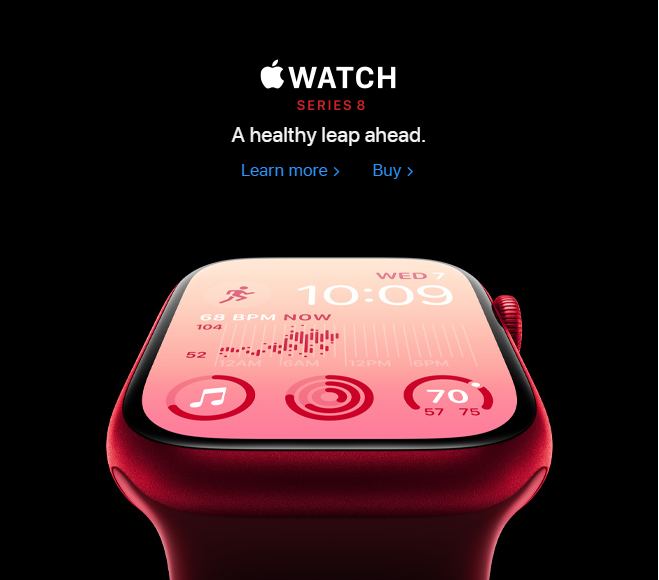 WATCH
SERIES 8
A healthy leap ahead.
Learn more >
Buy >
WED 7
10:09
68 BPM NOW
104
52
12AM 6AM 12PM 6PM
70
57 75